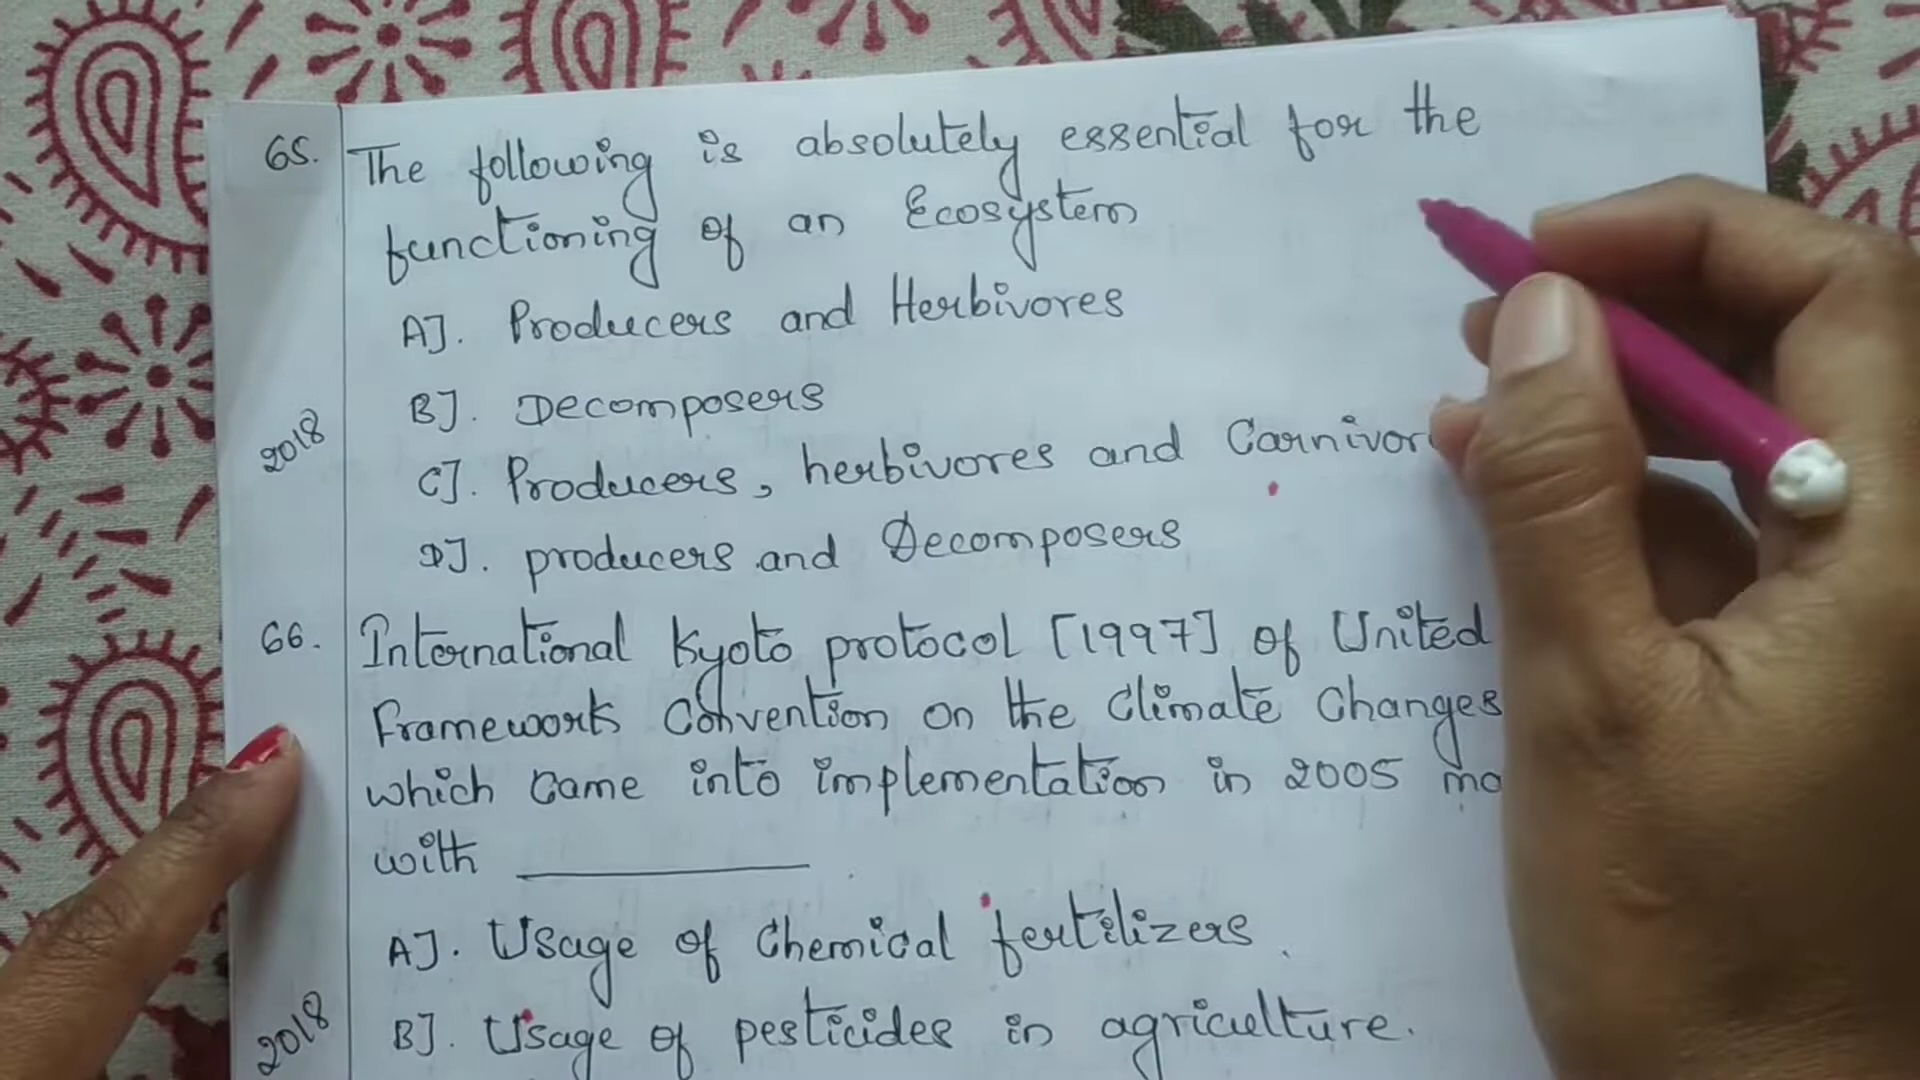 65. The following is absolutely essential for the
functioning of an Ecosystem
A]. Producers and Herbivores
B]. Decomposers
2018
C]. Producers, herbivores and
D]. producers and Decomposers
66. International Kyoto protocol [1997] of United
Framework Convention on the Climate Changes
which came into implementation in 2005
with ________ .
A]. Usage of Chemical fertilizers.
B]. Usage of pesticides in agriculture.
2018